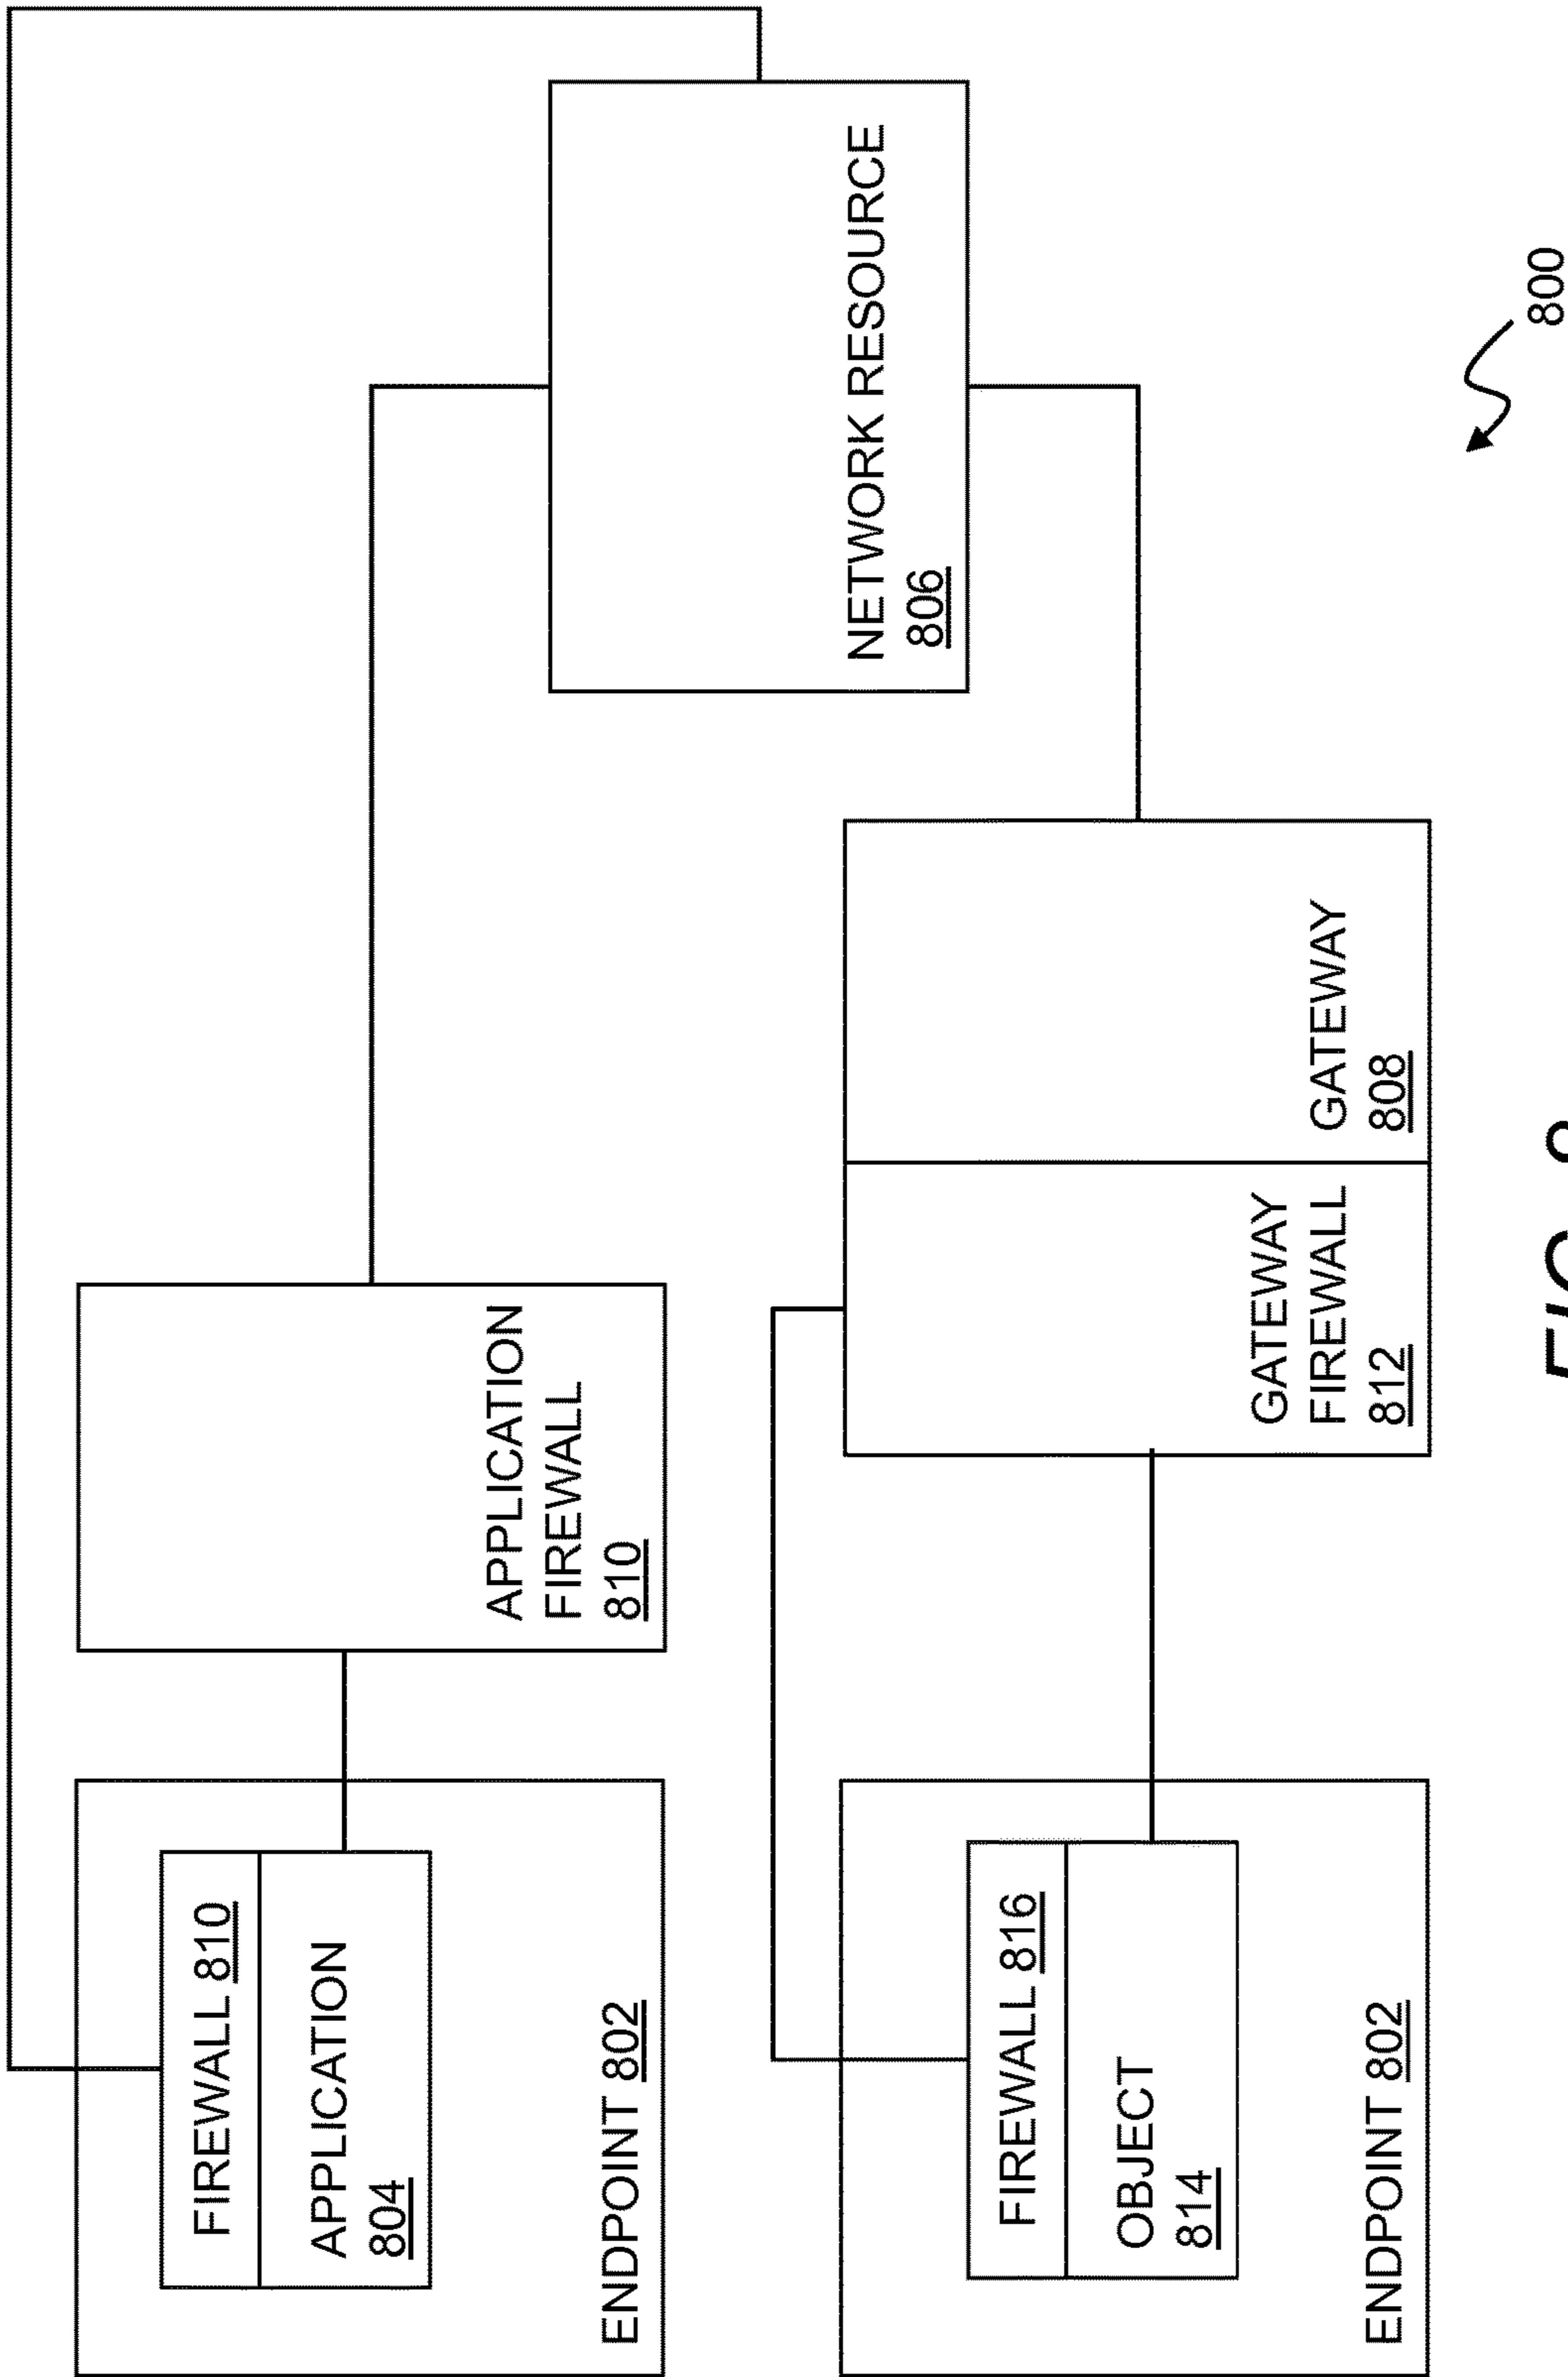 FIREWALL 810
APPLICATION
804
ENDPOINT 802
APPLICATION
FIREWALL
810
NETWORK RESOURCE
806
FIREWALL 816
OBJECT
814
ENDPOINT 802
GATEWAY
FIREWALL
812
GATEWAY
808
800
FIG.